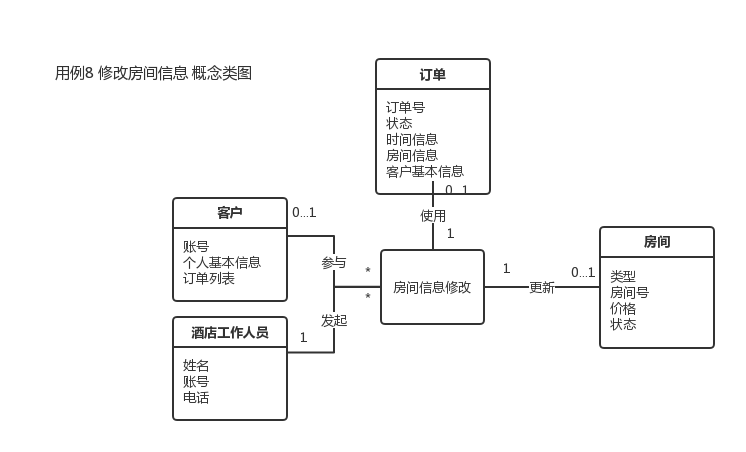 用例8 修改房间信息 概念类图
订单
订单号
状态
时间信息
房间信息
客户基本信息
0...1
使用
1
客户
0...1
账号
个人基本信息
订单列表
参与
*
*
房间信息修改
1
更新
0...1
房间
类型
房间号
价格
状态
发起
1
酒店工作人员
姓名
账号
电话